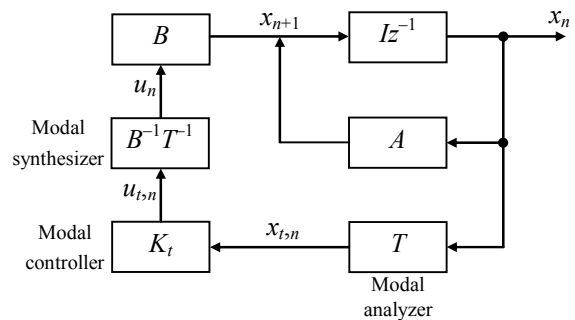 B
x_{n+1}
Iz^{-1}
x_n
u_n
Modal
synthesizer
B^{-1}T^{-1}
A
u_{t,n}
x_{t,n}
Modal
controller
K_t
T
Modal
analyzer